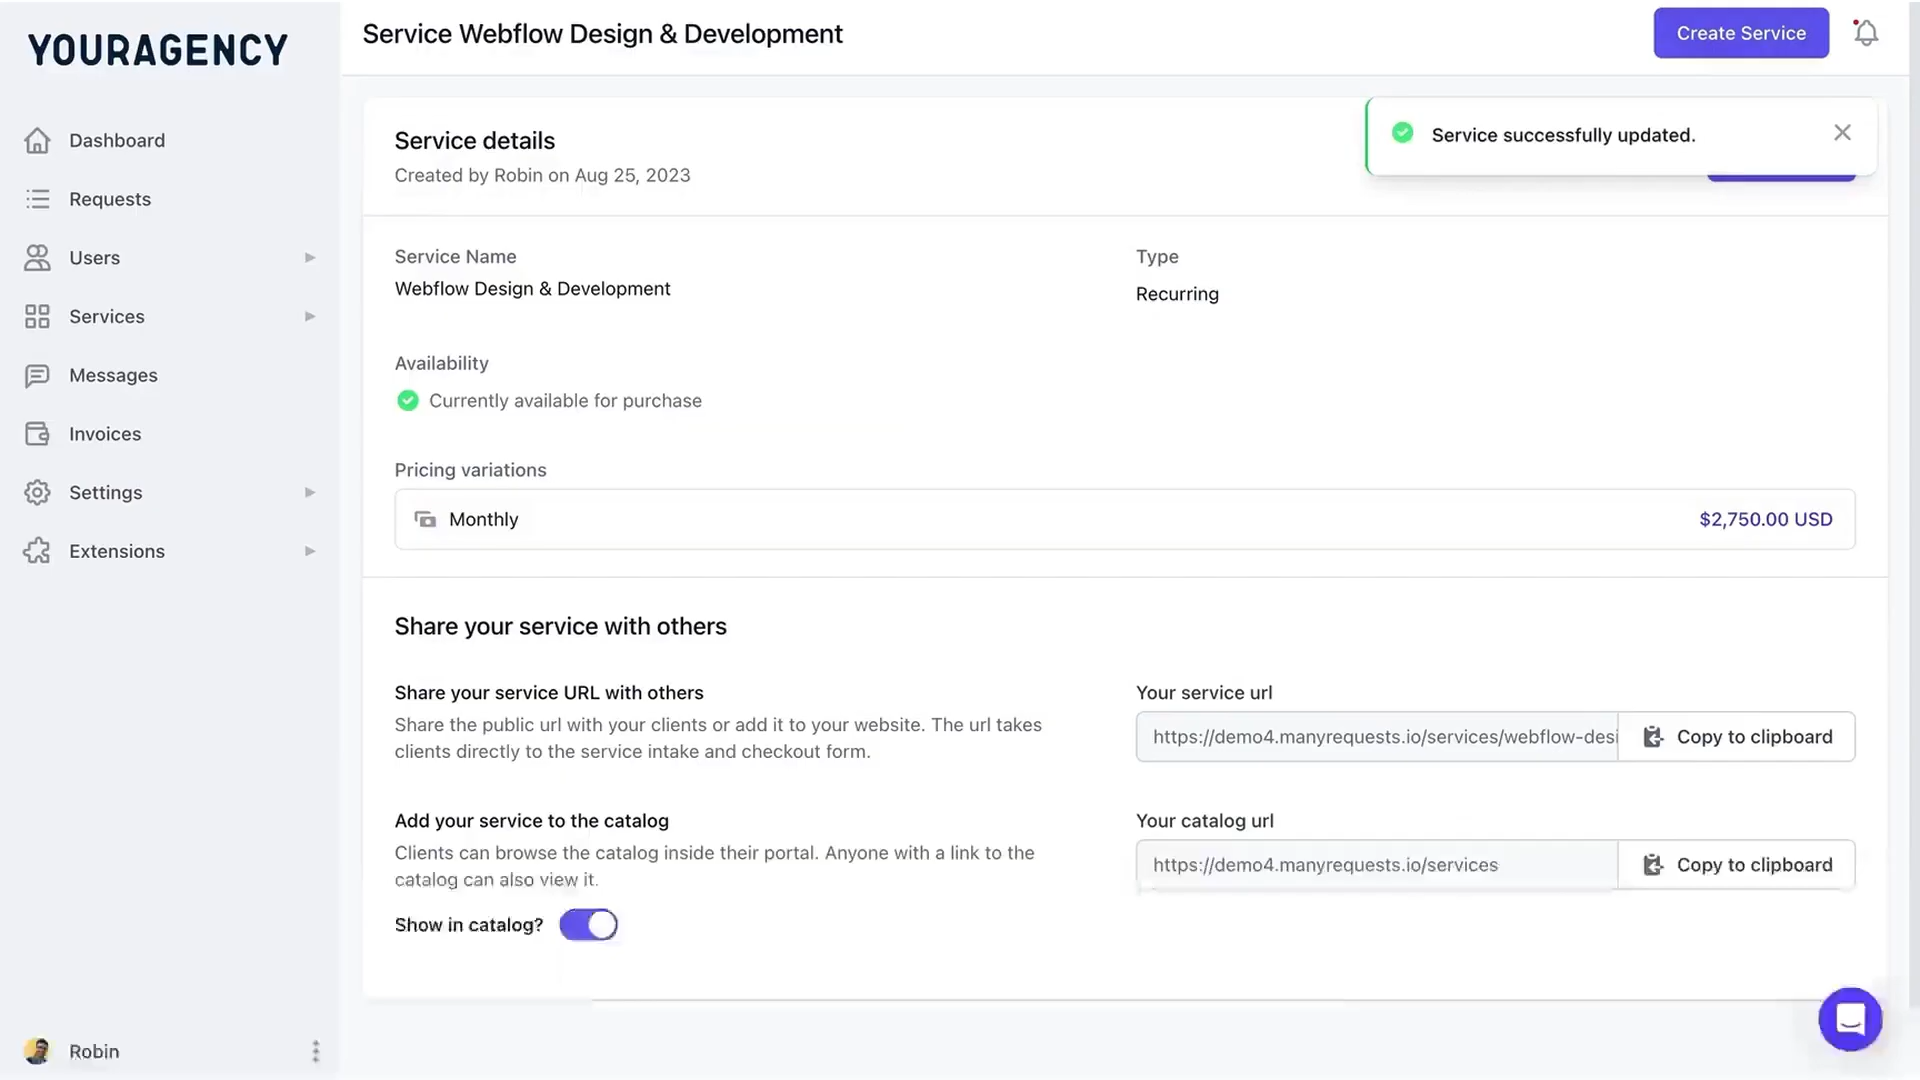 YOURAGENCY
Service Webflow Design & Development
Create Service
Dashboard
Requests
Users
Services
Messages
Invoices
Settings
Extensions
Robin
Service details
Created by Robin on Aug 25, 2023
Service successfully updated.
Service Name
Webflow Design & Development
Type
Recurring
Availability
Currently available for purchase
Pricing variations
Monthly
$2,750.00 USD
Share your service with others
Share your service URL with others
Share the public url with your clients or add it to your website. The url takes
clients directly to the service intake and checkout form.
Your service url
https://demo4.manyrequests.io/services/webflow-desi
Copy to clipboard
Add your service to the catalog
Clients can browse the catalog inside their portal. Anyone with a link to the
catalog can also view it.
Show in catalog?
Your catalog url
https://demo4.manyrequests.io/services
Copy to clipboard